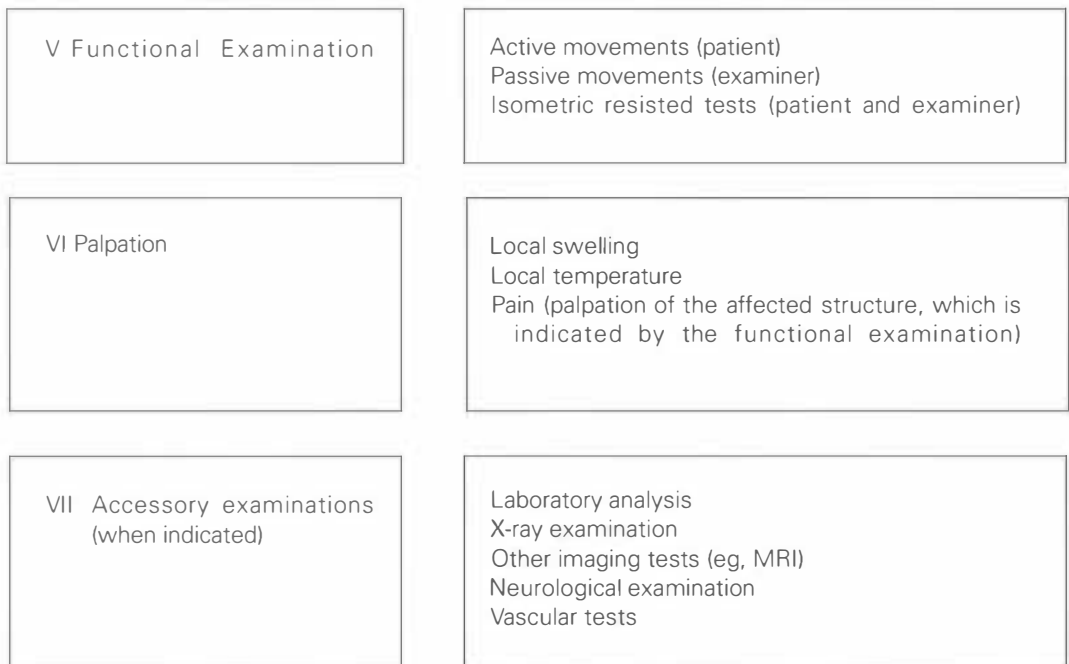 V Functional Examination
Active movements (patient)
Passive movements (examiner)
Isometric resisted tests (patient and examiner)
VI Palpation
Local swelling
Local temperature
Pain (palpation of the affected structure, which is
indicated by the functional examination)
VII Accessory examinations
(when indicated)
Laboratory analysis
X-ray examination
Other imaging tests (eg, MRI)
Neurological examination
Vascular tests